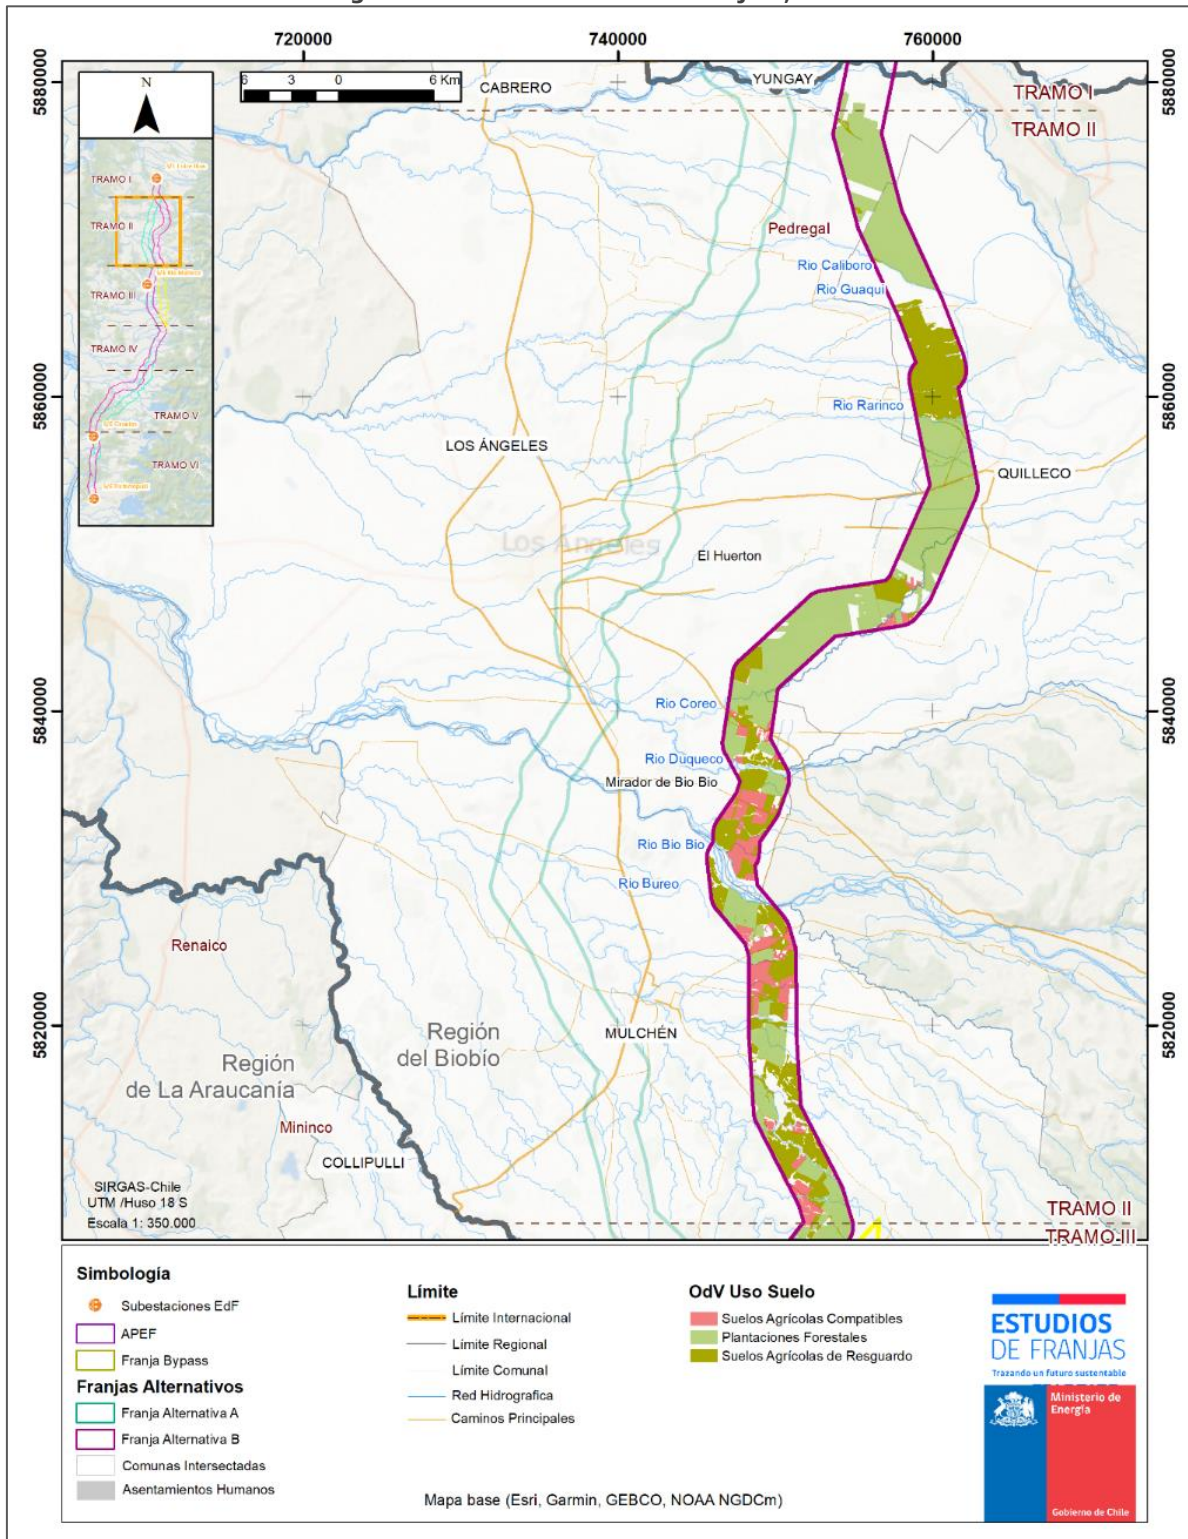 720000
740000
760000
5880000
5880000
N
6 3 0 6 Km
CABRERO
YUNGAY
TRAMO I
TRAMO II
TRAMO I
TRAMO II
TRAMO III
TRAMO IV
TRAMO V
TRAMO VI
Pedregal
Rio Caliboro
Rio Guaqui
5860000
5860000
Rio Rarinco
LOS ÁNGELES
QUILLECO
Los Angeles
El Huerton
5840000
5840000
Rio Coreo
Rio Duqueco
Mirador de Bio Bio
Rio Bio Bio
Rio Bureo
Renaico
5820000
5820000
Región
del Biobío
MULCHÉN
Región
de La Araucanía
Mininco
COLLIPULLI
SIRGAS-Chile
UTM /Huso 18 S
Escala 1: 350.000
TRAMO II
TRAMO III
Simbología
Subestaciones EdF
APEF
Franja Bypass
Franjas Alternativos
Franja Alternativa A
Franja Alternativa B
Comunas Intersectadas
Asentamientos Humanos
Límite
Límite Internacional
Límite Regional
Límite Comunal
Red Hidrografica
Caminos Principales
OdV Uso Suelo
Suelos Agrícolas Compatibles
Plantaciones Forestales
Suelos Agrícolas de Resguardo
Mapa base (Esri, Garmin, GEBCO, NOAA NGDCm)
ESTUDIOS
DE FRANJAS
Trazando un futuro sustentable
Ministerio de
Energía
Gobierno de Chile